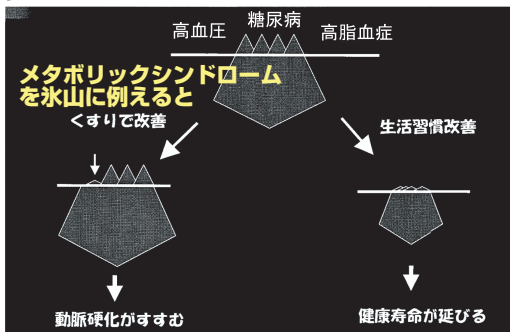 高血圧
糖尿病
高脂血症
メタボリックシンドローム
を氷山に例えると
くすりで改善
生活習慣改善
動脈硬化がすすむ
健康寿命が延びる